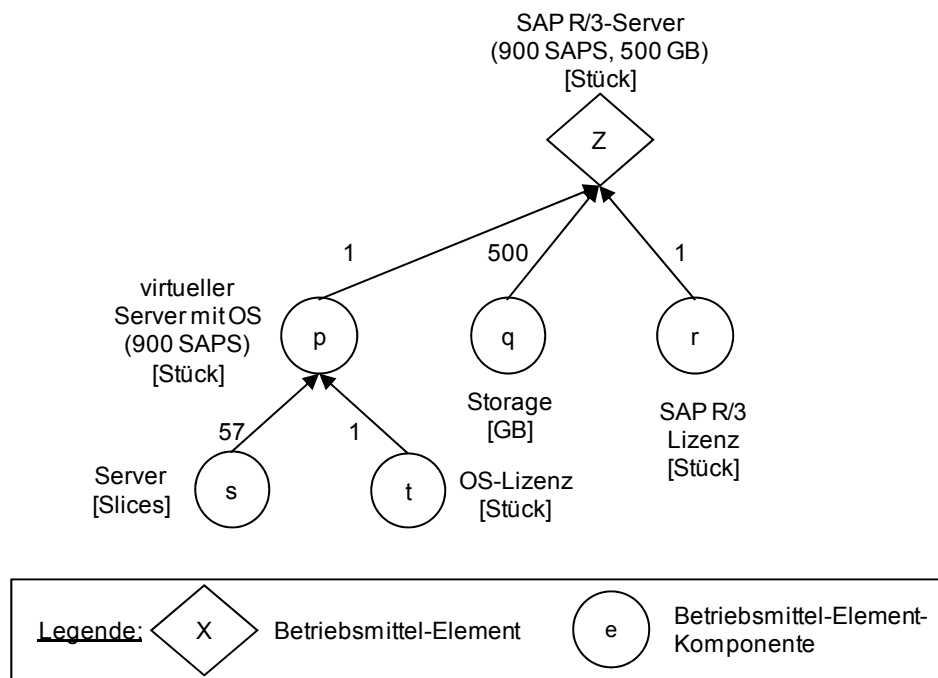 SAP R/3-Server
(900 SAPS, 500 GB)
[Stück]
Z
1
500
1
virtueller
Server mit OS
(900 SAPS)
[Stück]
p
q
r
Storage
[GB]
SAP R/3
Lizenz
[Stück]
57
1
Server
[Slices]
s
t
OS-Lizenz
[Stück]
Legende:
X
Betriebsmittel-Element
e
Betriebsmittel-Element-
Komponente